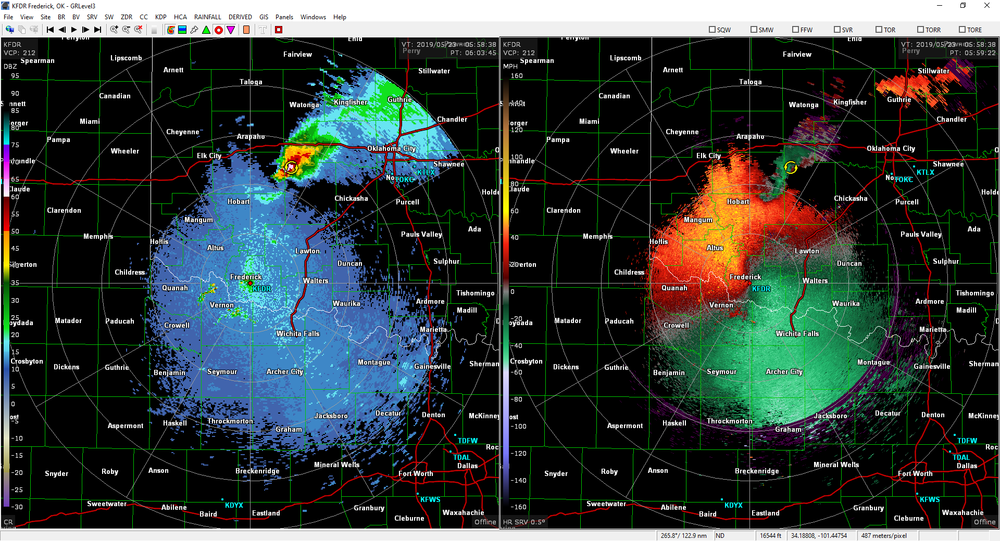 KFDR Frederick, OK - GRLevel3
File View Site BR BV SRV SW ZDR CC KDP HCA RAINFALL DERIVED GIS Panels Windows Help
SQW SMW FFW SVR TOR TORR TORE
KFDR
VCP: 212
DBZ
VT: 2019/05/23 05:58:38
PT: 06:03:45
95
90
85
80
75
70
65
60
55
50
45
40
35
30
25
20
15
10
5
0
-5
-10
-15
-20
-25
-30
CR
Perryton
Enid
Perry
Spearman
Lipscomb
Fairview
Arnett
Stillwater
Taloga
Canadian
Guthrie
Kingfisher
Watonga
Miami
Chandler
Cheyenne
Arapaho
Pampa
Wheeler
Oklahoma City
Elk City
Shawnee
KTLX
TOKC
Claude
Hobart
Chickasha
Purcell
Clarendon
Mangum
Ada
Memphis
Pauls Valley
Hollis
Altus
Lawton
Sulphur
Duncan
Childress
Frederick
KFDR
Walters
Quanah
Tishomingo
Vernon
Waurika
Ardmore
Madill
Matador
Paducah
Crowell
Marietta
Wichita Falls
Crosbyton
Dickens
Guthrie
Montague
Sherman
Gainesville
Benjamin
Seymour
Archer City
Aspermont
Haskell
Throckmorton
Graham
Jacksboro
Decatur
Denton
McKinney
TDFW
TDAL
Dallas
Mineral Wells
Snyder
Roby
Anson
Breckenridge
Fort Worth
KFWS
KDYX
Sweetwater
Abilene
Baird
Eastland
Granbury
Cleburne
Waxahachie
Offline
KFDR
VCP: 212
MPH
VT: 2019/05/23 05:58:38
PT: 05:59:22
160
140
120
100
80
60
40
20
0
-20
-40
-60
-80
-100
-120
-140
-160
HR SRV 0.5°
Perryton
Enid
Perry
Spearman
Lipscomb
Fairview
Arnett
Stillwater
Taloga
Canadian
Guthrie
Kingfisher
Watonga
Miami
Chandler
Cheyenne
Arapaho
Pampa
Wheeler
Oklahoma City
Elk City
Shawnee
KTLX
TOKC
Claude
Hobart
Chickasha
Purcell
Clarendon
Mangum
Ada
Memphis
Pauls Valley
Hollis
Altus
Lawton
Sulphur
Duncan
Childress
Frederick
KFDR
Walters
Quanah
Tishomingo
Vernon
Waurika
Ardmore
Madill
Matador
Paducah
Crowell
Marietta
Wichita Falls
Crosbyton
Dickens
Guthrie
Montague
Sherman
Gainesville
Benjamin
Seymour
Archer City
Aspermont
Haskell
Throckmorton
Graham
Jacksboro
Decatur
Denton
McKinney
TDFW
TDAL
Dallas
Mineral Wells
Snyder
Roby
Anson
Breckenridge
Fort Worth
KFWS
KDYX
Sweetwater
Abilene
Baird
Eastland
Granbury
Cleburne
Waxahachie
Offline
265.8°/ 122.9 nm ND 16544 ft 34.18808, -101.44754 487 meters/pixel